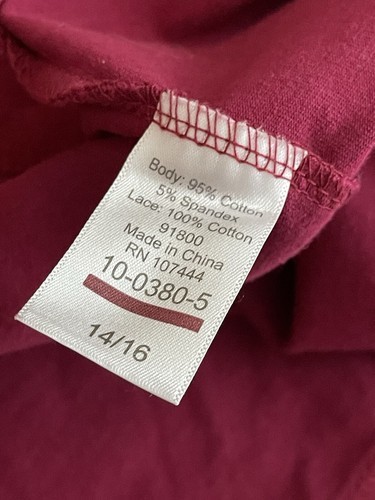 Body: 95% Cotton
5% Spandex
Lace: 100% Cotton
91800
Made in China
RN 107444
10-0380-5
14/16